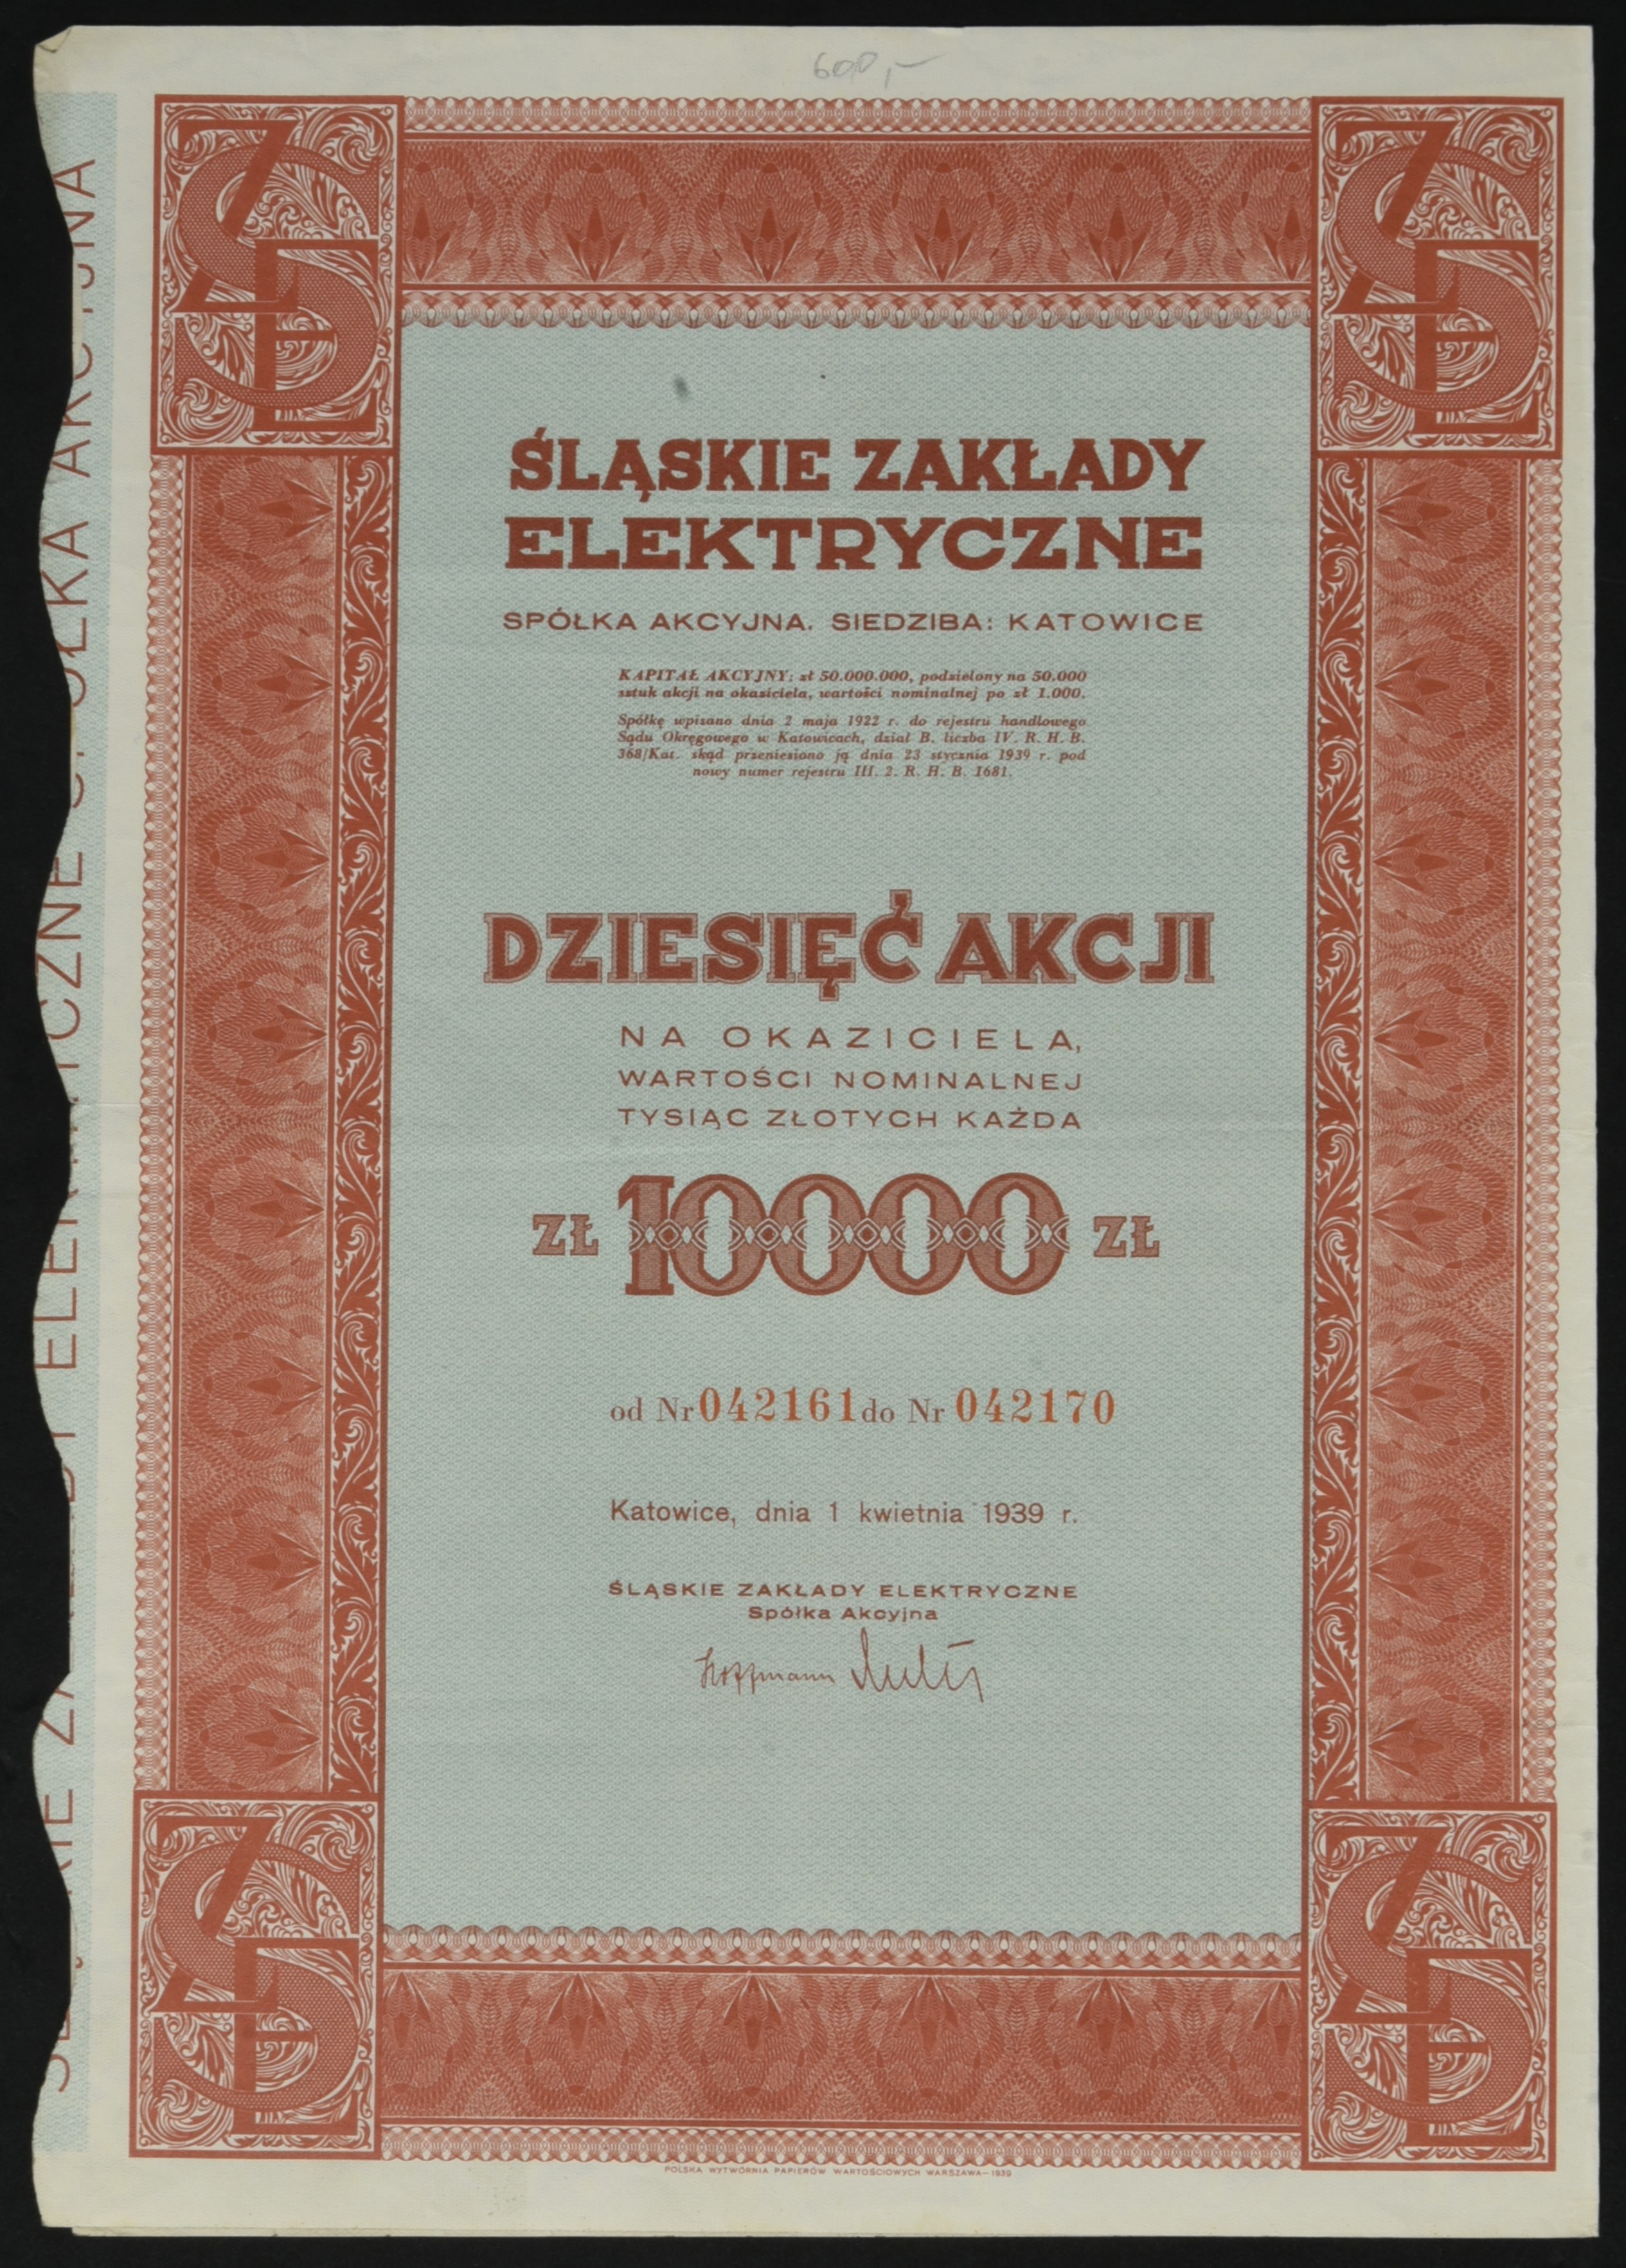 600,-
ŚLĄSKIE ZAKŁADY
ELEKTRYCZNE
SPÓŁKA AKCYJNA. SIEDZIBA: KATOWICE
KAPITAŁ AKCYJNY: zł 50.000.000, podzielony na 50.000
sztuk akcji na okaziciela, wartości nominalnej po zł 1.000.
Spółkę wpisano dnia 2 maja 1922 r. do rejestru handlowego
Sądu Okręgowego w Katowicach, dział B. liczba IV. R. H. B.
368/Kat. skąd przeniesiono ją dnia 23 stycznia 1939 r. pod
nowy numer rejestru III. 2. R. H. B. 1681.
DZIESIĘĆ AKCJI
NA OKAZICIELA,
WARTOŚCI NOMINALNEJ
TYSIĄC ZŁOTYCH KAŻDA
ZŁ 10000 ZŁ
od Nr 042161 do Nr 042170
Katowice, dnia 1 kwietnia 1939 r.
ŚLĄSKIE ZAKŁADY ELEKTRYCZNE
Spółka Akcyjna
Hoffmann
POLSKA WYTWÓRNIA PAPIERÓW WARTOŚCIOWYCH WARSZAWA—1939